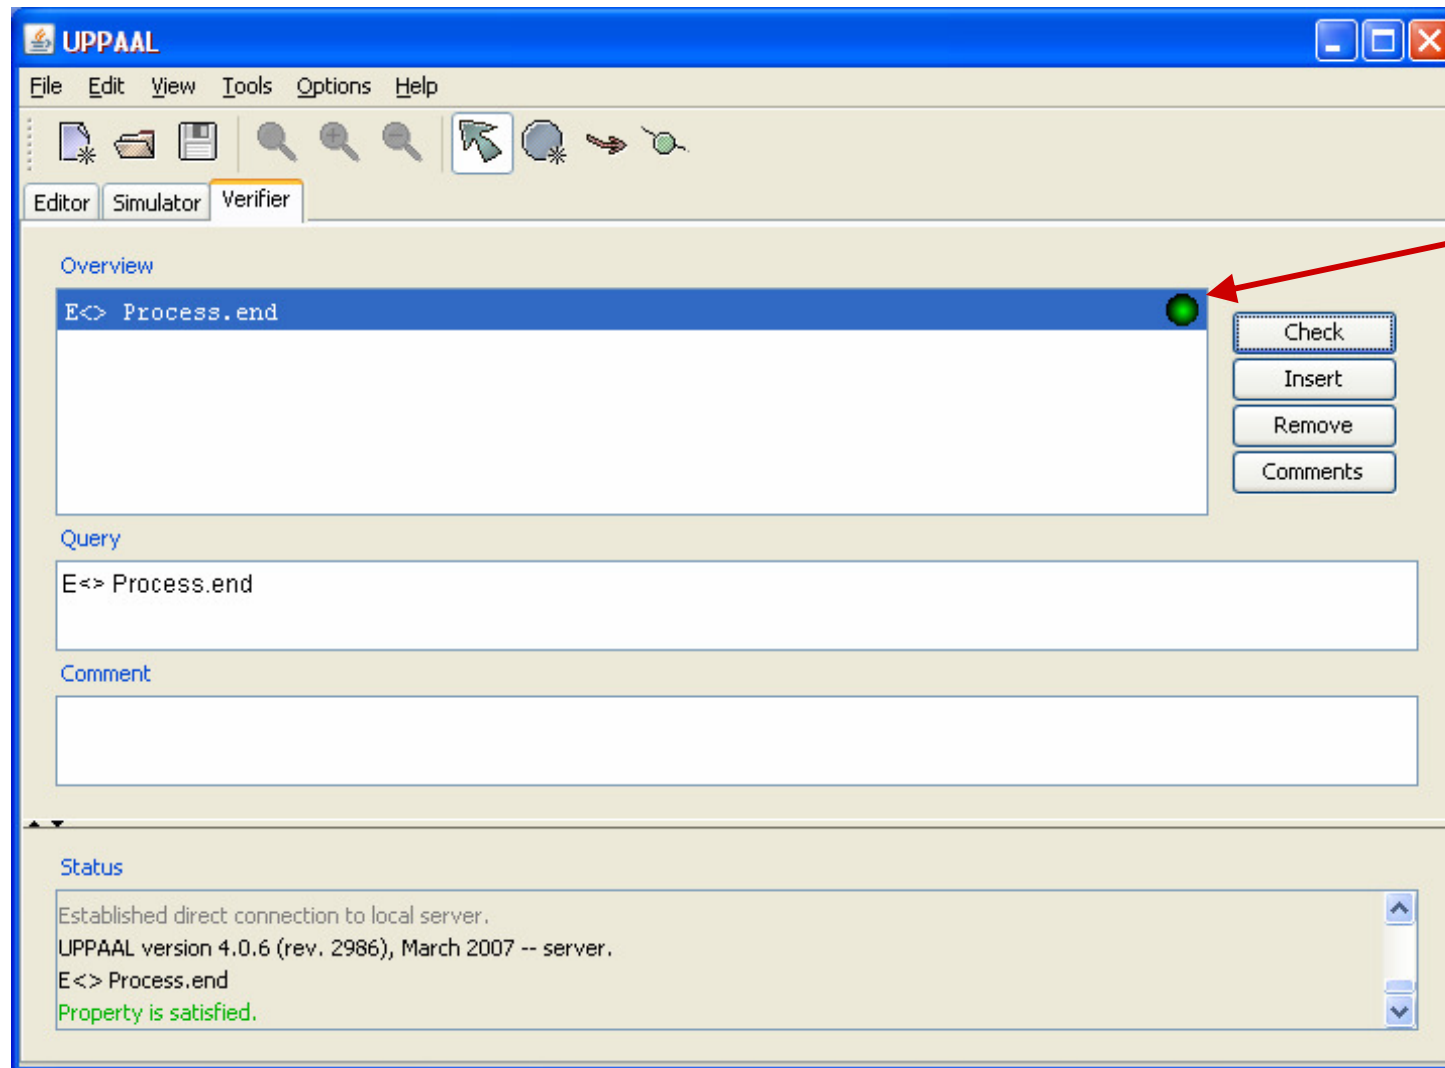 UPPAAL
File Edit View Tools Options Help
Editor Simulator Verifier
Overview
E<> Process.end
Check
Insert
Remove
Comments
Query
E<> Process.end
Comment
Status
Established direct connection to local server.
UPPAAL version 4.0.6 (rev. 2986), March 2007 -- server.
E<> Process.end
Property is satisfied.